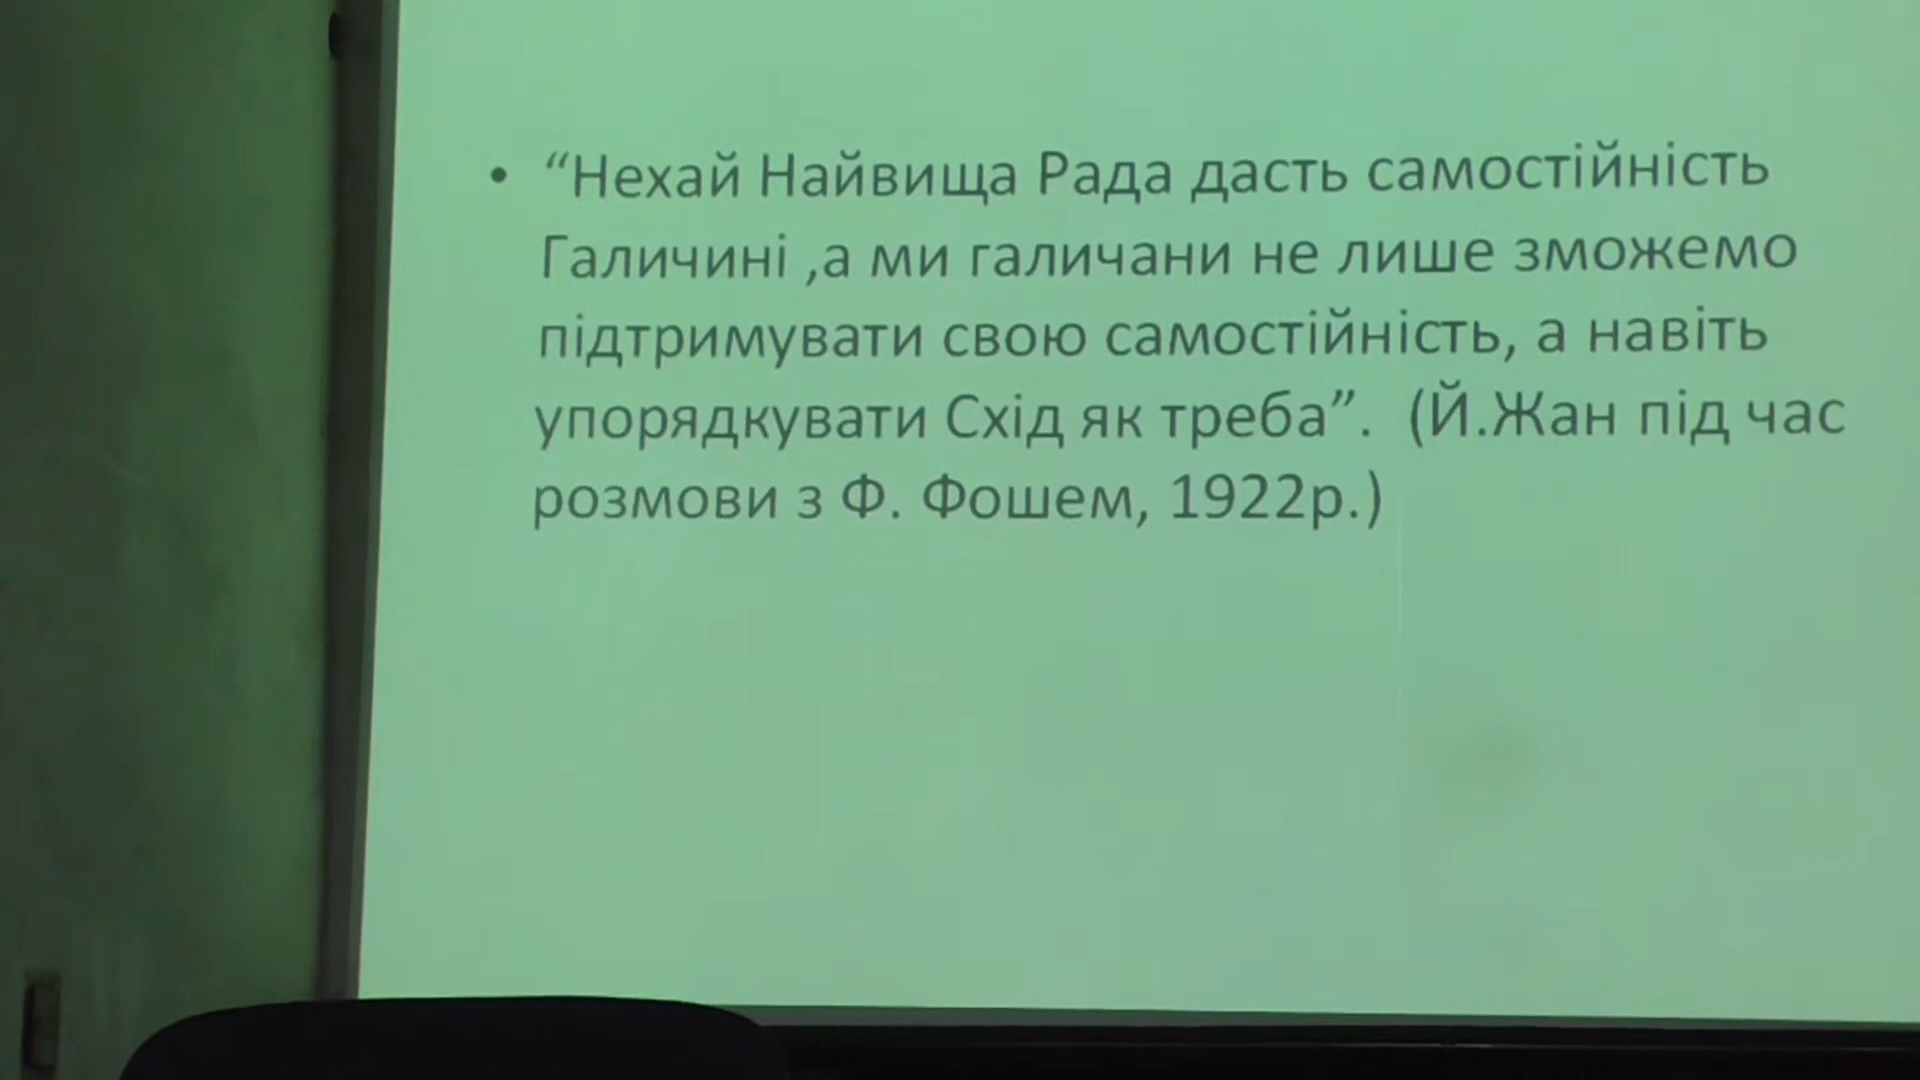 • “Нехай Найвища Рада дасть самостійність
Галичині ,а ми галичани не лише зможемо
підтримувати свою самостійність, а навіть
упорядкувати Схід як треба”. (Й.Жан під час
розмови з Ф. Фошем, 1922р.)